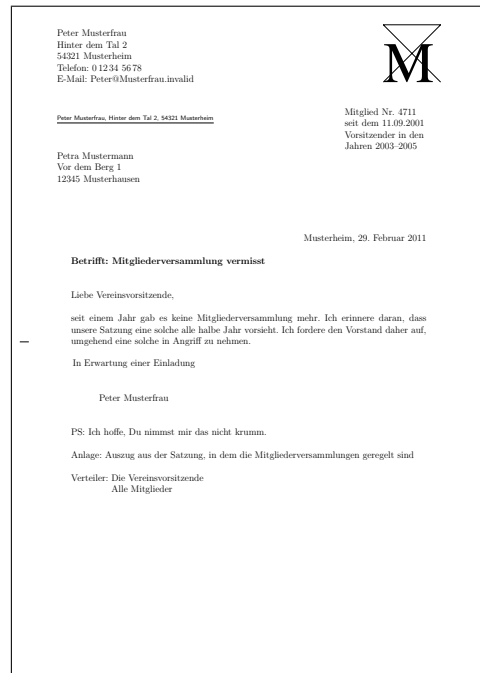 Peter Musterfrau
Hinter dem Tal 2
54321 Musterheim
Telefon: 0 12 34 56 78
E-Mail: Peter@Musterfrau.invalid
M
Peter Musterfrau, Hinter dem Tal 2, 54321 Musterheim
Mitglied Nr. 4711
seit dem 11.09.2001
Vorsitzender in den
Jahren 2003–2005
Petra Mustermann
Vor dem Berg 1
12345 Musterhausen
Musterheim, 29. Februar 2011
Betrifft: Mitgliederversammlung vermisst
Liebe Vereinsvorsitzende,
seit einem Jahr gab es keine Mitgliederversammlung mehr. Ich erinnere daran, dass
unsere Satzung eine solche alle halbe Jahr vorsieht. Ich fordere den Vorstand daher auf,
umgehend eine solche in Angriff zu nehmen.
In Erwartung einer Einladung
Peter Musterfrau
PS: Ich hoffe, Du nimmst mir das nicht krumm.
Anlage: Auszug aus der Satzung, in dem die Mitgliederversammlungen geregelt sind
Verteiler: Die Vereinsvorsitzende
Alle Mitglieder